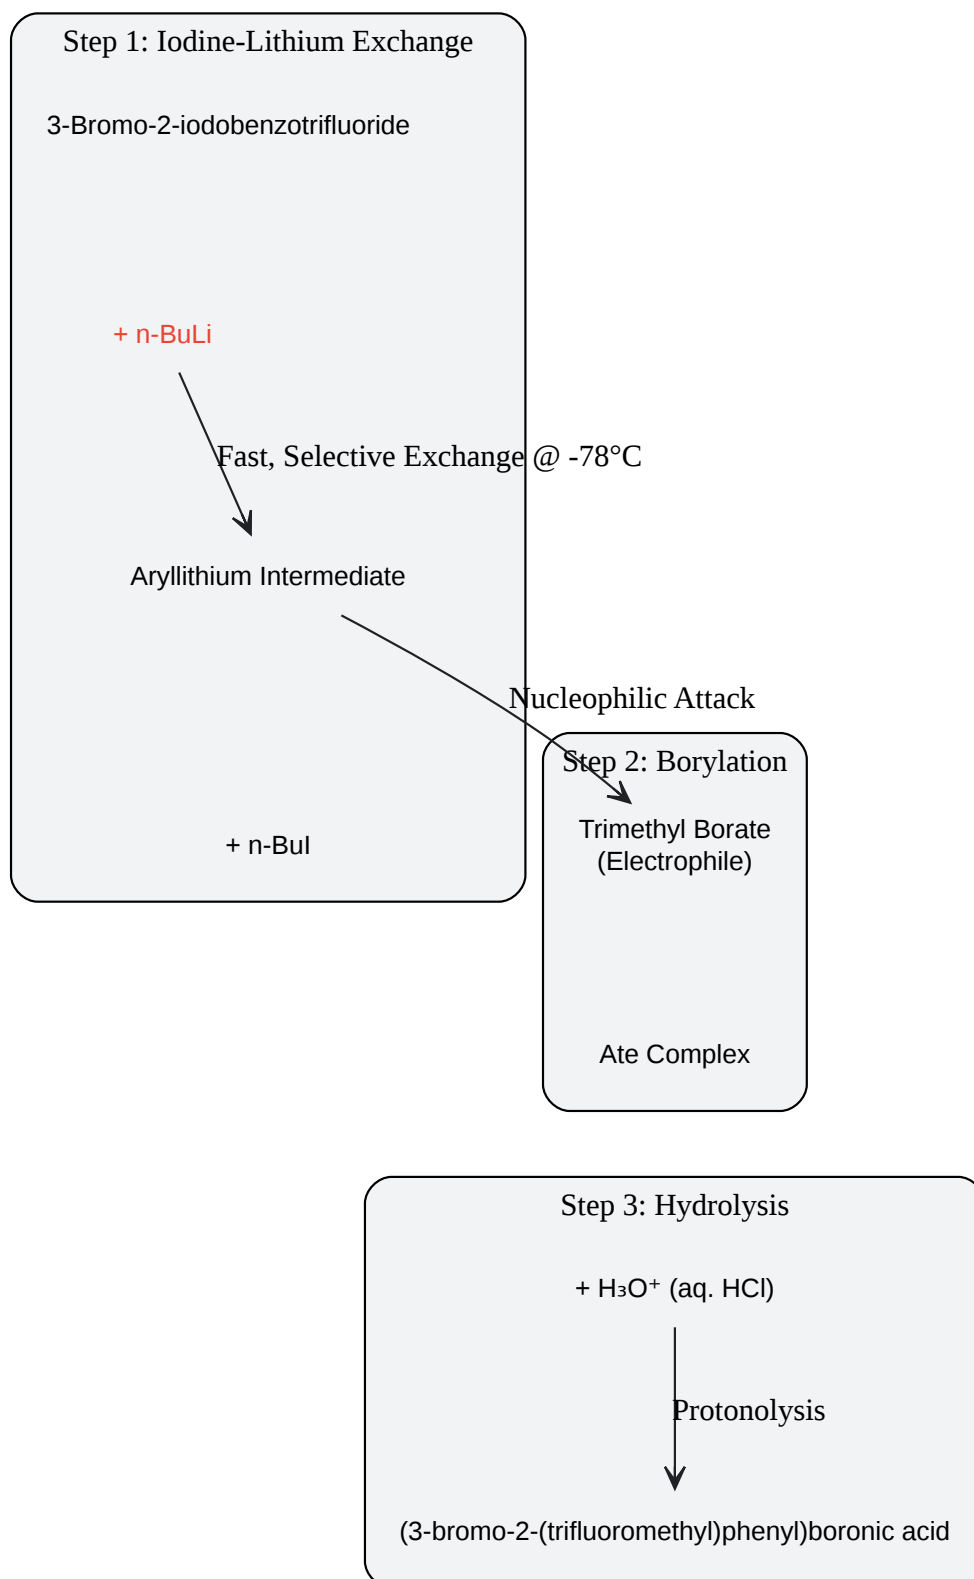 Step 1: Iodine-Lithium Exchange
3-Bromo-2-iodobenzotrifluoride
+ n-BuLi
Fast, Selective Exchange @ -78°C
Aryllithium Intermediate
Nucleophilic Attack
+ n-BuI
Step 2: Borylation
Trimethyl Borate
(Electrophile)
Ate Complex
Step 3: Hydrolysis
+ H₃O⁺ (aq. HCl)
Protonolysis
(3-bromo-2-(trifluoromethyl)phenyl)boronic acid